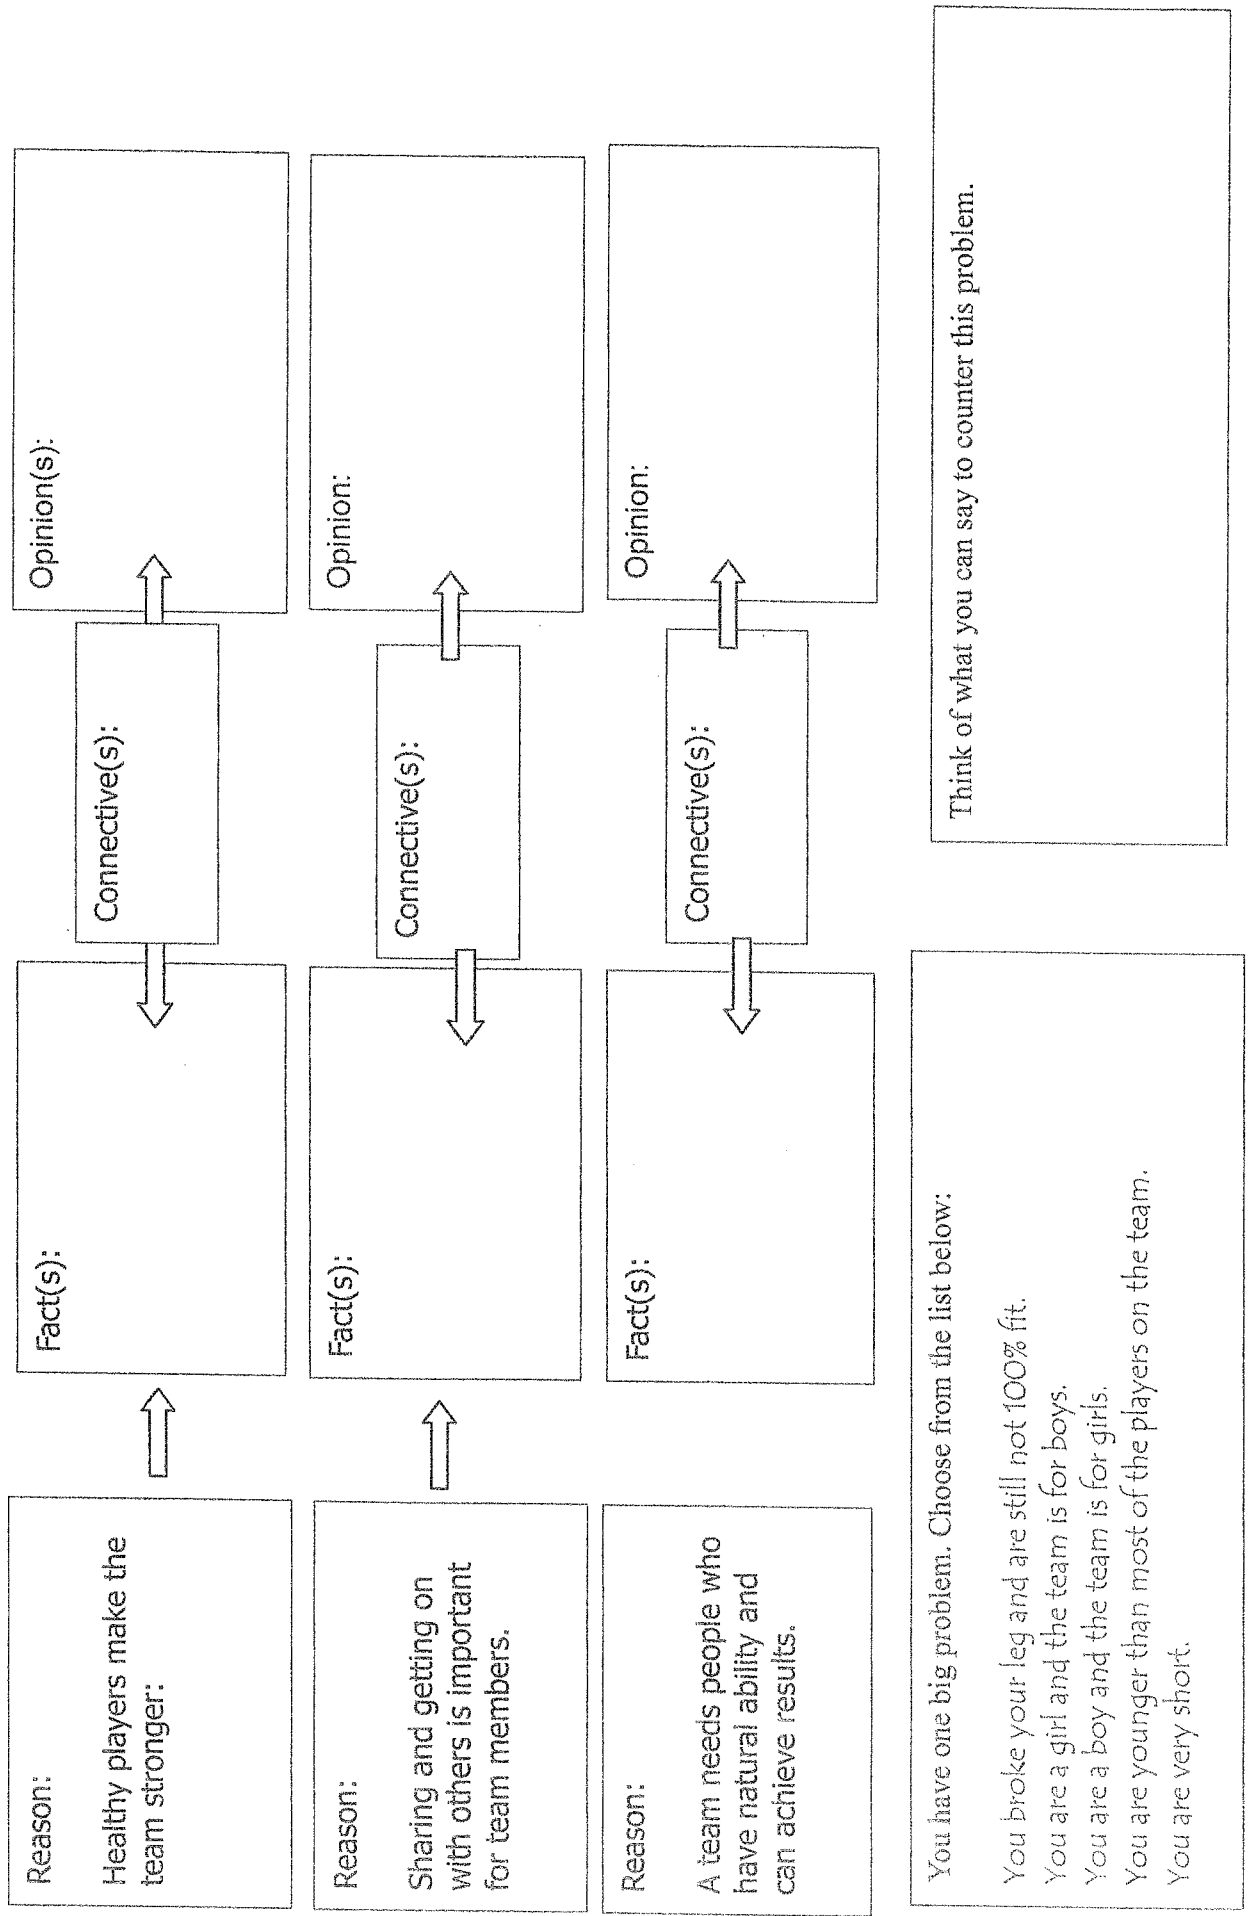 Reason:
Healthy players make the
team stronger:
Fact(s):
Connective(s):
Opinion(s):
Reason:
Sharing and getting on
with others is important
for team members.
Fact(s):
Connective(s):
Opinion:
Reason:
A team needs people who
have natural ability and
can achieve results.
Fact(s):
Connective(s):
Opinion:
You have one big problem. Choose from the list below:
You broke your leg and are still not 100% fit.
You are a girl and the team is for boys.
You are a boy and the team is for girls.
You are younger than most of the players on the team.
You are very short.
Think of what you can say to counter this problem.